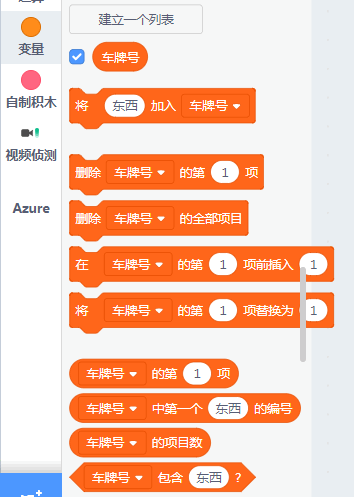 建立一个列表
变量
车牌号
自制积木
将 东西 加入 车牌号
视频侦测
删除 车牌号 的第 1 项
Azure
删除 车牌号 的全部项目
在 车牌号 的第 1 项前插入 1
将 车牌号 的第 1 项替换为 1
车牌号 的第 1 项
车牌号 中第一个 东西 的编号
车牌号 的项目数
车牌号 包含 东西 ?